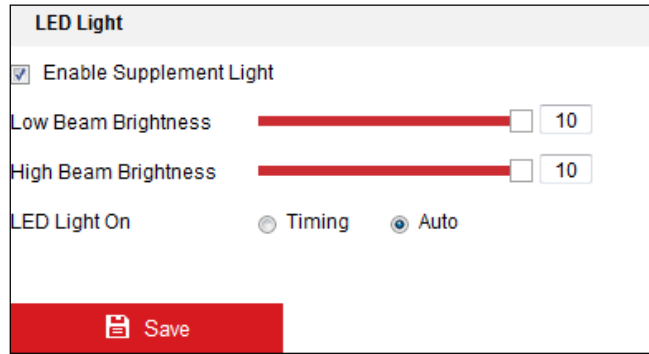 LED Light
Enable Supplement Light
Low Beam Brightness 10
High Beam Brightness 10
LED Light On Timing Auto
Save